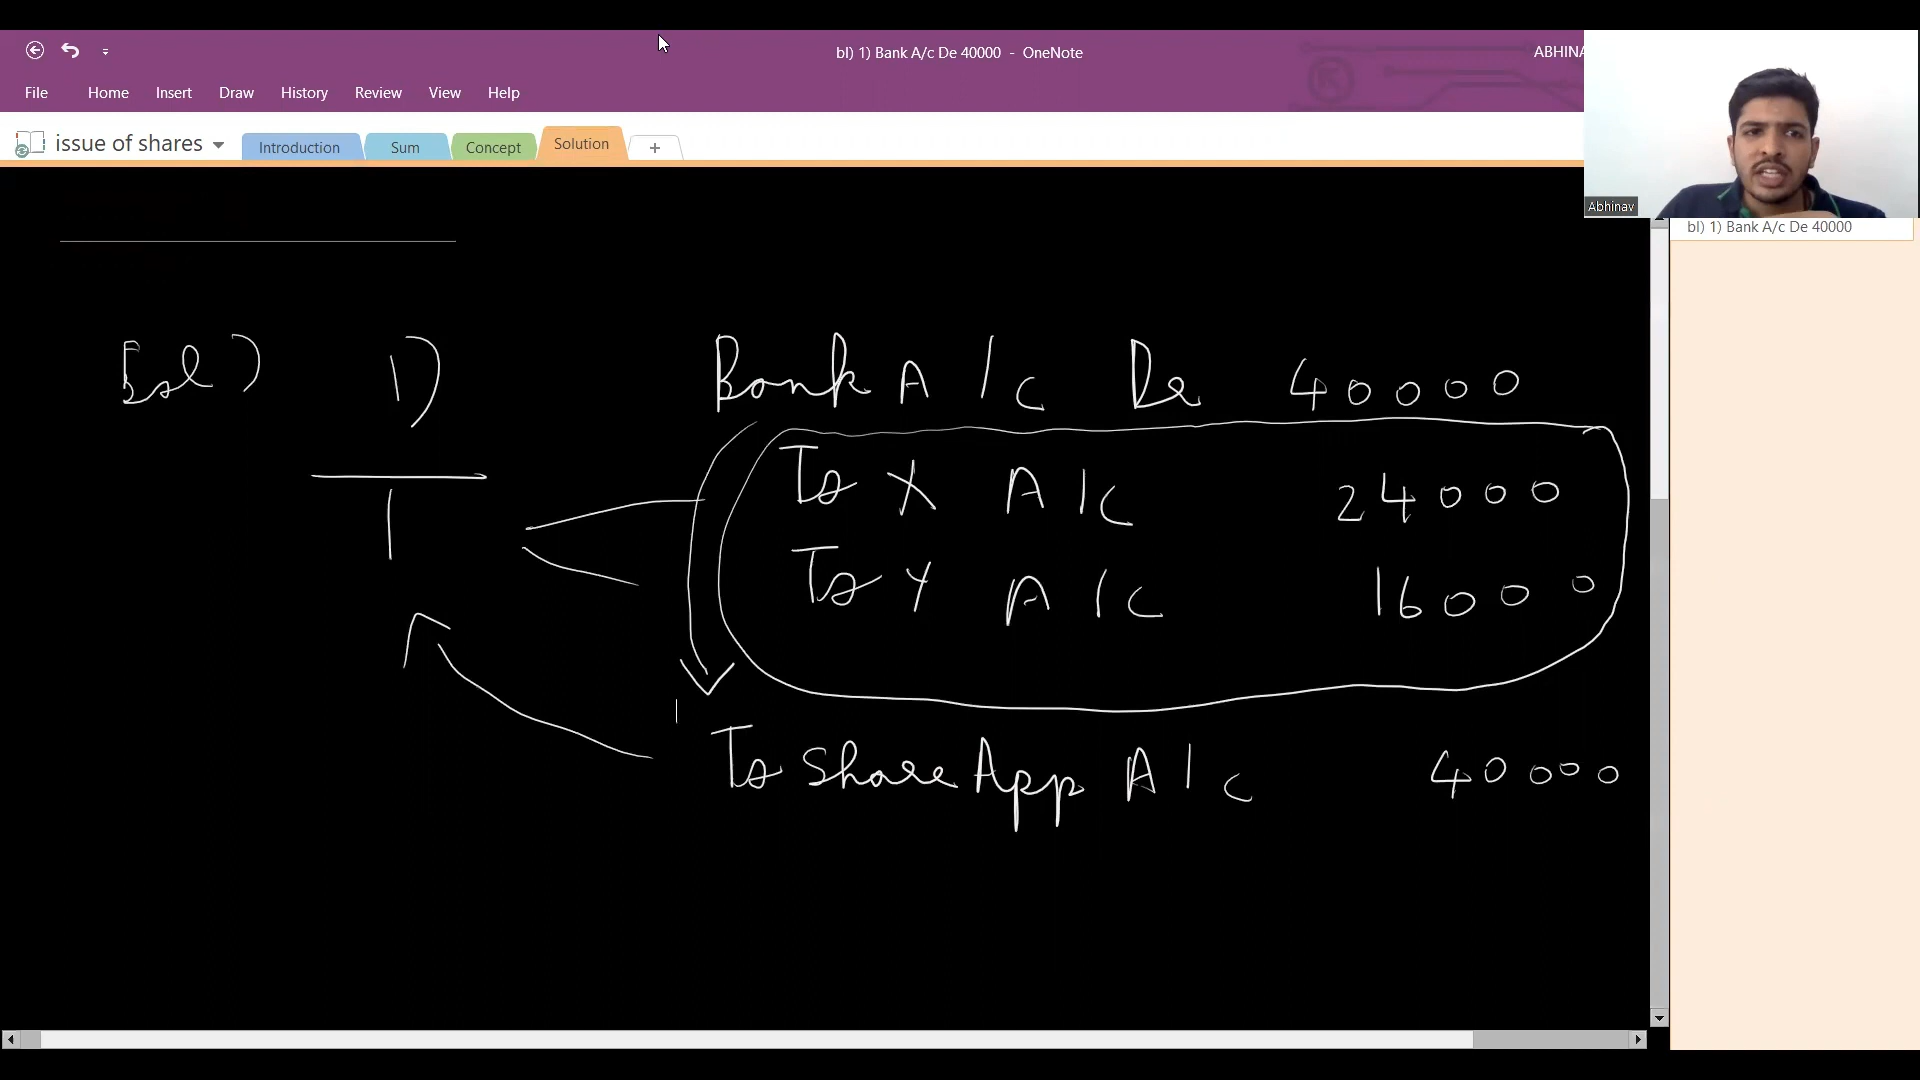 bl) 1) Bank A/c De 40000 - OneNote
ABHINA
File Home Insert Draw History Review View Help
issue of shares Introduction Sum Concept Solution +
Abhinav
bl) 1) Bank A/c De 40000
Sol) 1) Bank A/c Dr 40000
To X A/c 24000
To Y A/c 16000
To Share App A/c 40000